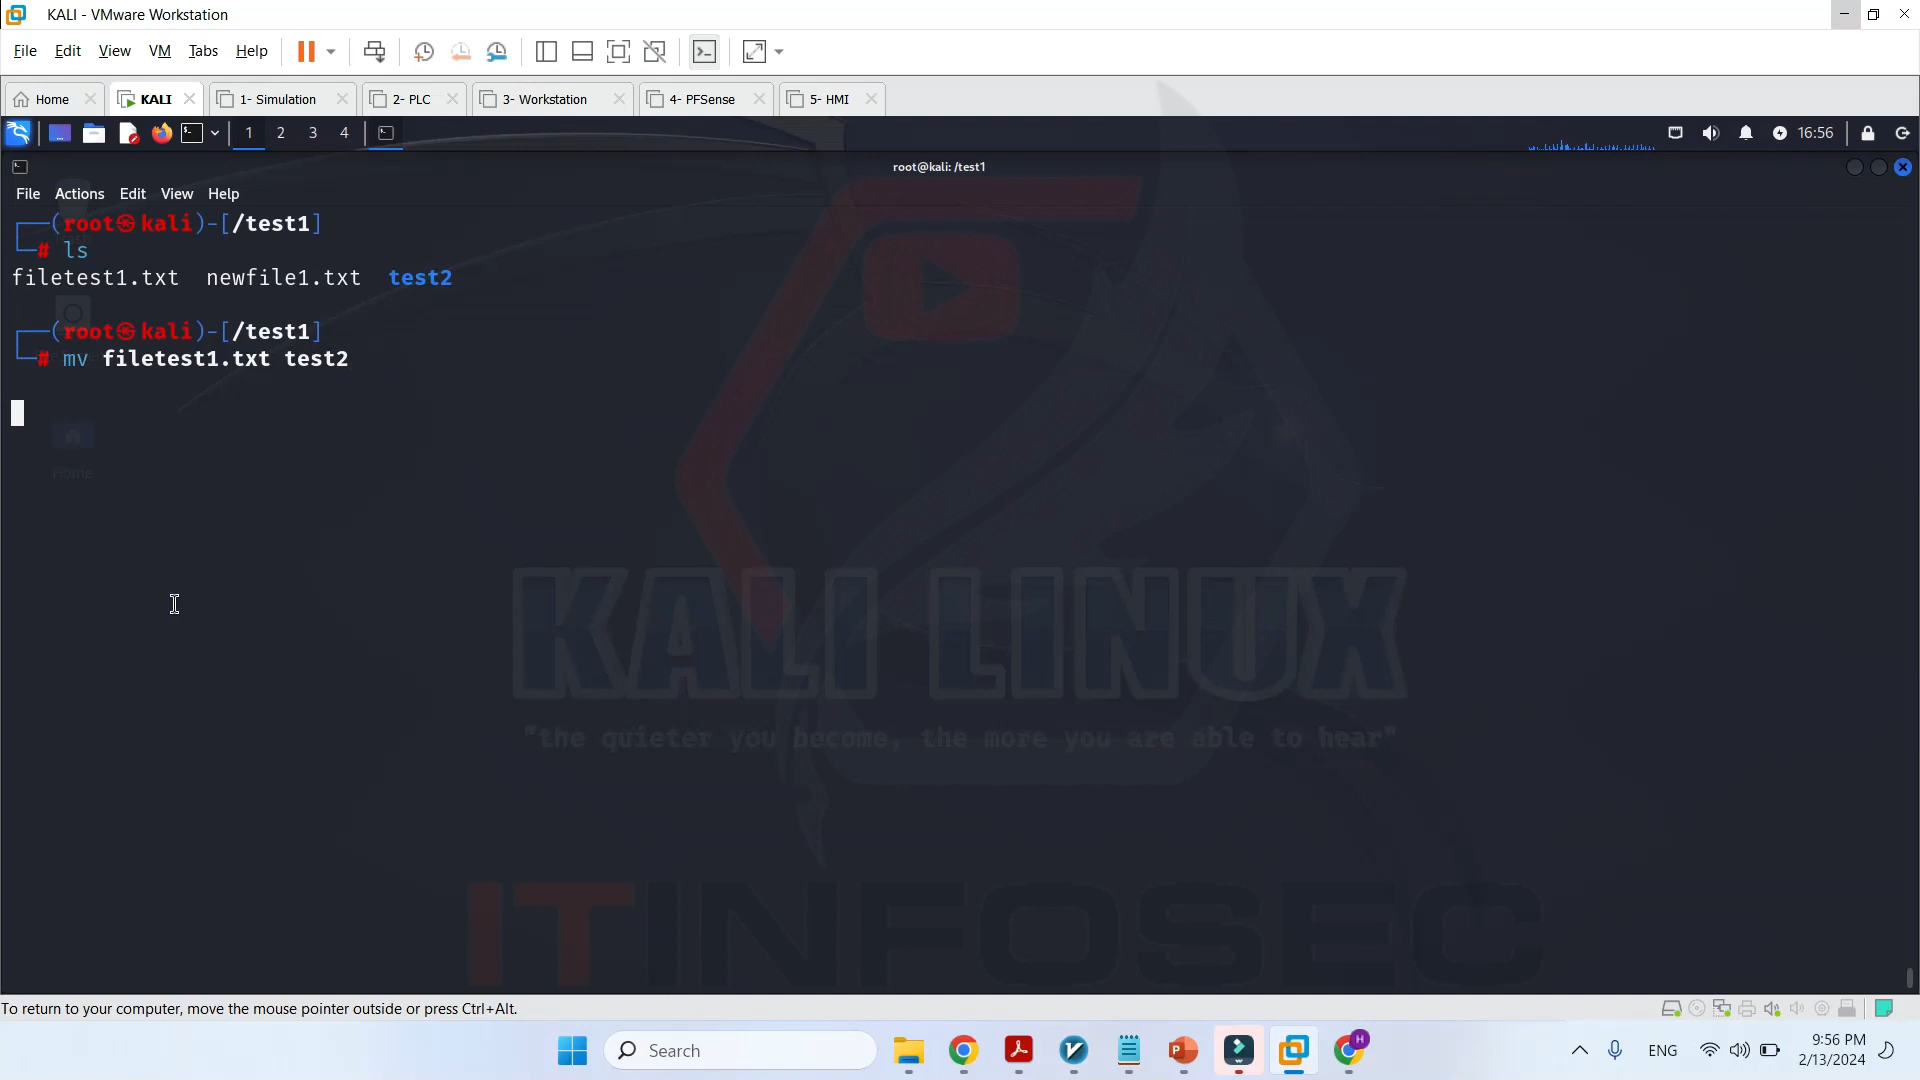 KALI - VMware Workstation
File Edit View VM Tabs Help
Home KALI 1- Simulation 2- PLC 3- Workstation 4- PFSense 5- HMI
1 2 3 4 16:56
root@kali: /test1
File Actions Edit View Help
(root㉿kali)-[/test1]
# ls
filetest1.txt newfile1.txt test2
(root㉿kali)-[/test1]
# mv filetest1.txt test2
Home
KALI LINUX
"the quieter you become, the more you are able to hear"
ITINFOSEC
To return to your computer, move the mouse pointer outside or press Ctrl+Alt.
Search
ENG
9:56 PM
2/13/2024